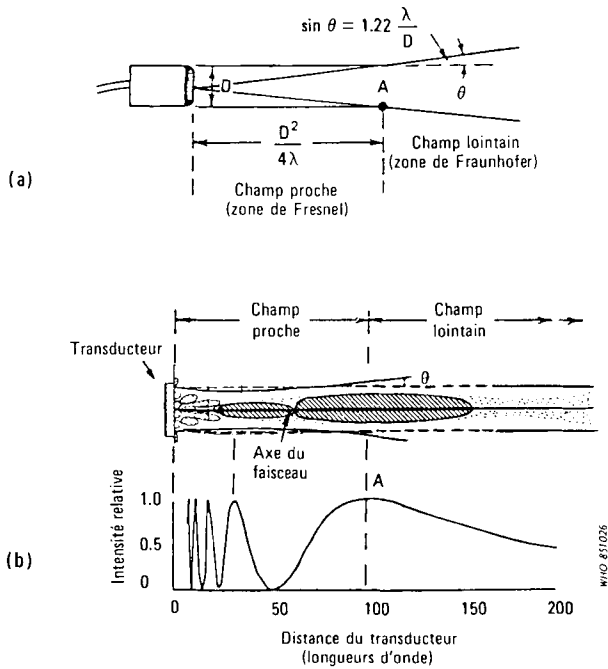 sin θ = 1.22 λ/D
D
A
θ
D²/4λ
Champ lointain
(zone de Fraunhofer)
(a)
Champ proche
(zone de Fresnel)
Champ
proche
Champ
lointain
Transducteur
θ
Axe du
faisceau
A
(b)
Intensité relative
1.0
0.5
0
0 50 100 150 200
Distance du transducteur
(longueurs d'onde)
WHO 851026